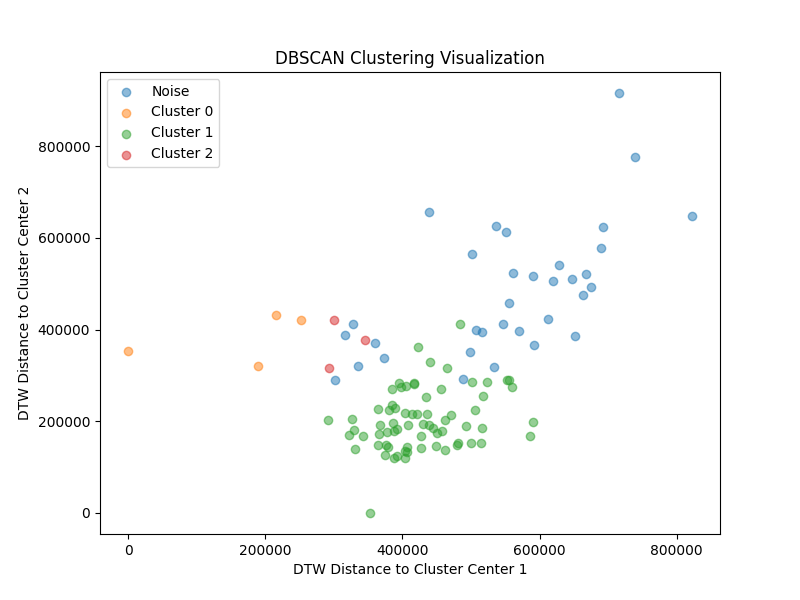 DBSCAN Clustering Visualization
Noise
Cluster 0
Cluster 1
Cluster 2
DTW Distance to Cluster Center 2
800000
600000
400000
200000
0
0 200000 400000 600000 800000
DTW Distance to Cluster Center 1